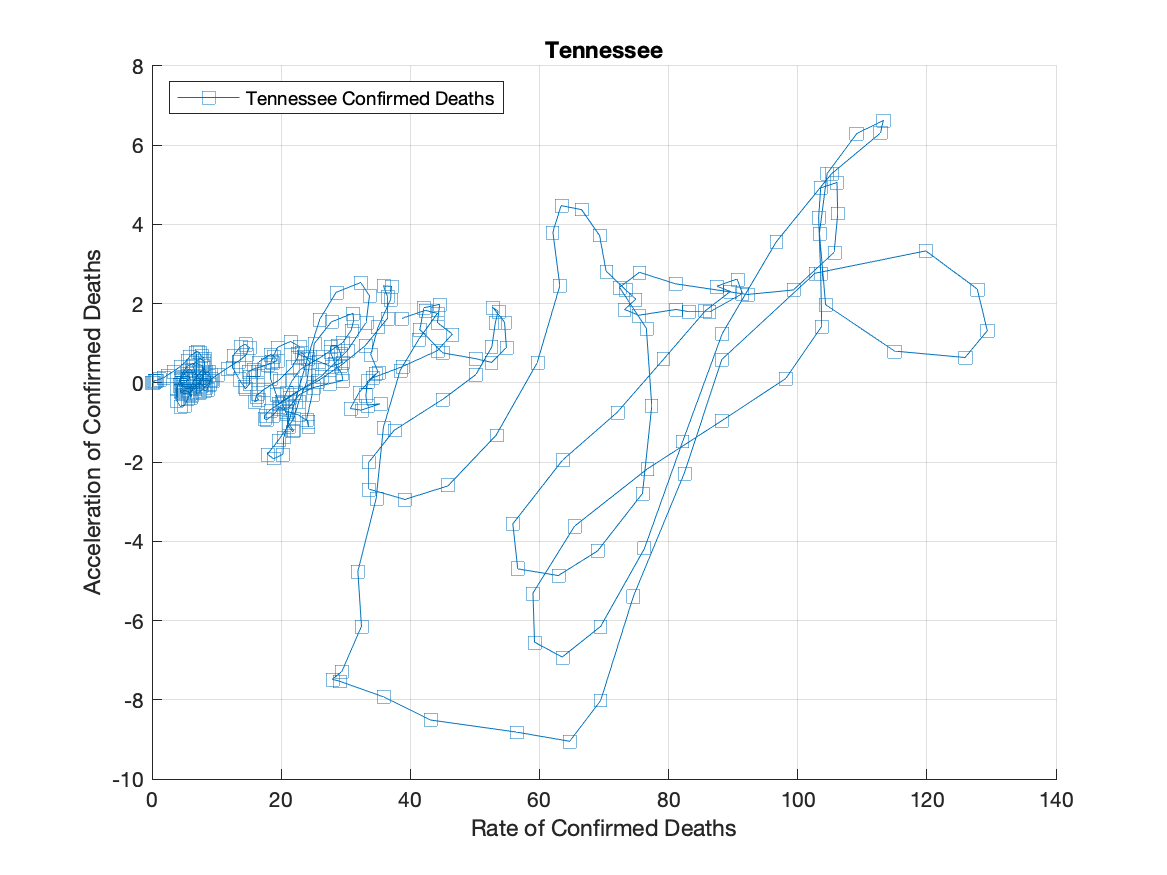 Tennessee
Tennessee Confirmed Deaths
8
6
4
2
0
-2
-4
-6
-8
-10
Acceleration of Confirmed Deaths
0 20 40 60 80 100 120 140
Rate of Confirmed Deaths